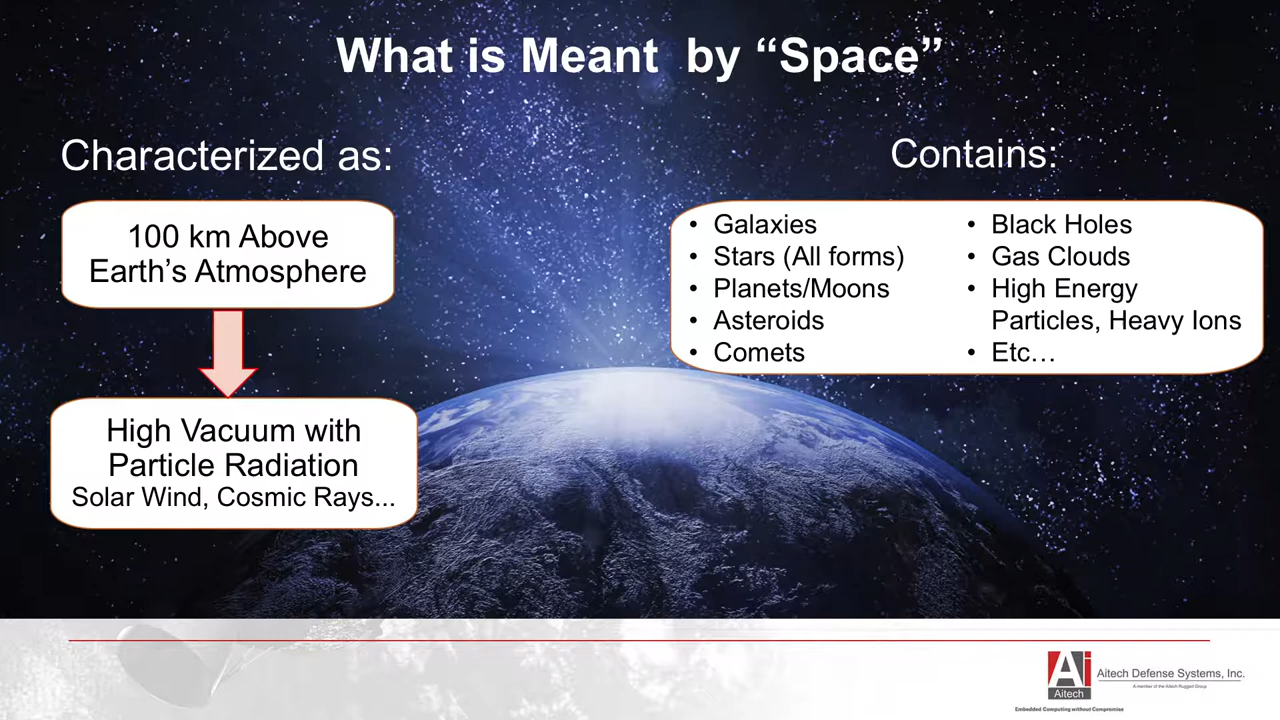 What is Meant  by “Space”
Characterized as:
100 km Above
Earth’s Atmosphere
High Vacuum with
Particle Radiation
Solar Wind, Cosmic Rays...
Contains:
• Galaxies
• Stars (All forms)
• Planets/Moons
• Asteroids
• Comets
• Black Holes
• Gas Clouds
• High Energy
Particles, Heavy Ions
• Etc…
Ai
Aitech
Aitech Defense Systems, Inc.
A member of the Aitech Rugged Group
Embedded Computing without Compromise